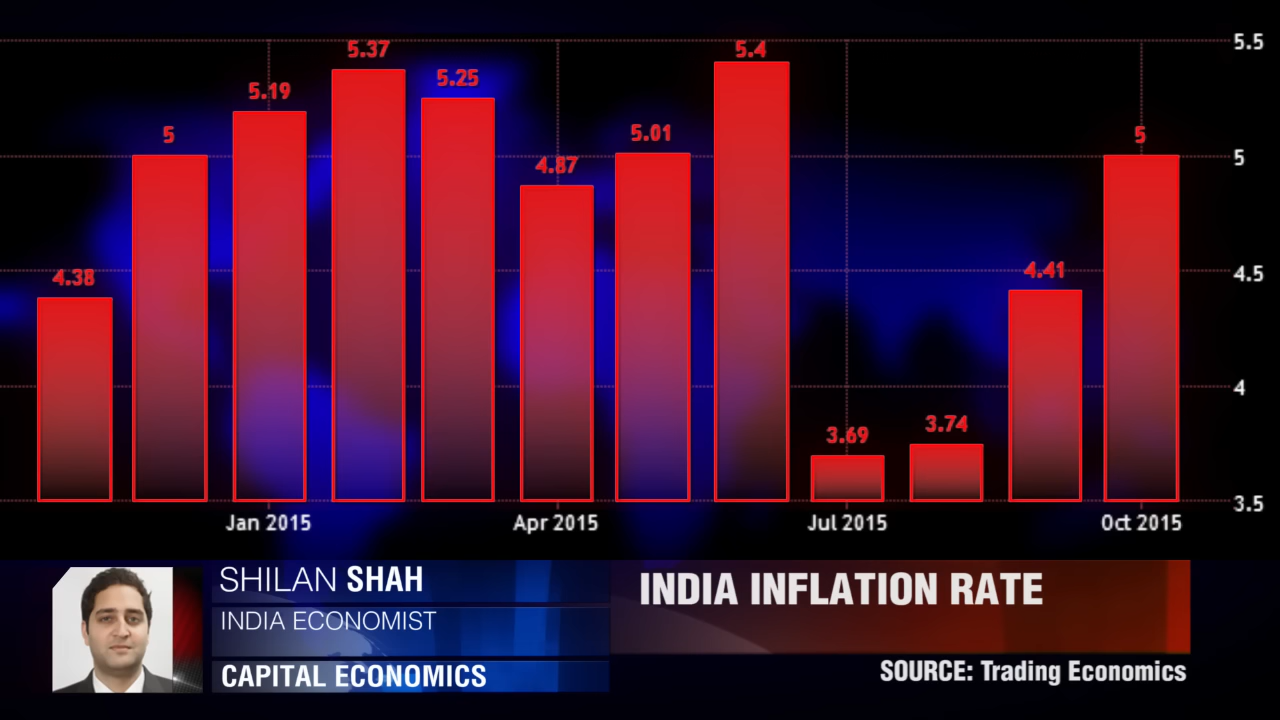 5.37
5.4
5.5
5.25
5.19
5
5.01
5
5
4.87
4.38
4.41
4.5
4
3.69
3.74
3.5
Jan 2015
Apr 2015
Jul 2015
Oct 2015
SHILAN SHAH
INDIA ECONOMIST
CAPITAL ECONOMICS
INDIA INFLATION RATE
SOURCE: Trading Economics